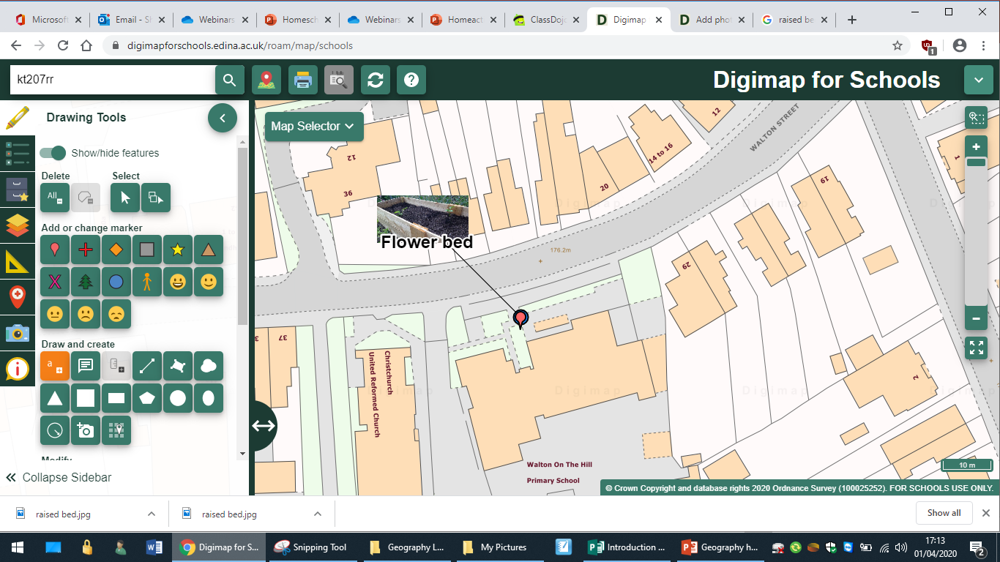 Microsoft
Email - S
Webinars
Homesch
Webinars
Homeact
ClassDojo
Digimap
Add phot
raised be
digimapforschools.edina.ac.uk/roam/map/schools
1
kt207rr
Digimap for Schools
Drawing Tools
Map Selector
Show/hide features
Delete
Select
All
Add or change marker
Draw and create
a
Modify
Collapse Sidebar
12
36
12
14 to 16
20
WALTON STREET
19
1
Flower bed
176.2m
29
37
3
Christchurch
United Reformed Church
2
Digimap
Digimap
Digimap
Digimap
Walton On The Hill
Primary School
10 m
© Crown Copyright and database rights 2020 Ordnance Survey (100025252). FOR SCHOOLS USE ONLY.
raised bed.jpg
raised bed.jpg
Show all
Digimap for S...
Snipping Tool
Geography L...
My Pictures
Introduction ...
Geography h...
17:13
01/04/2020
2